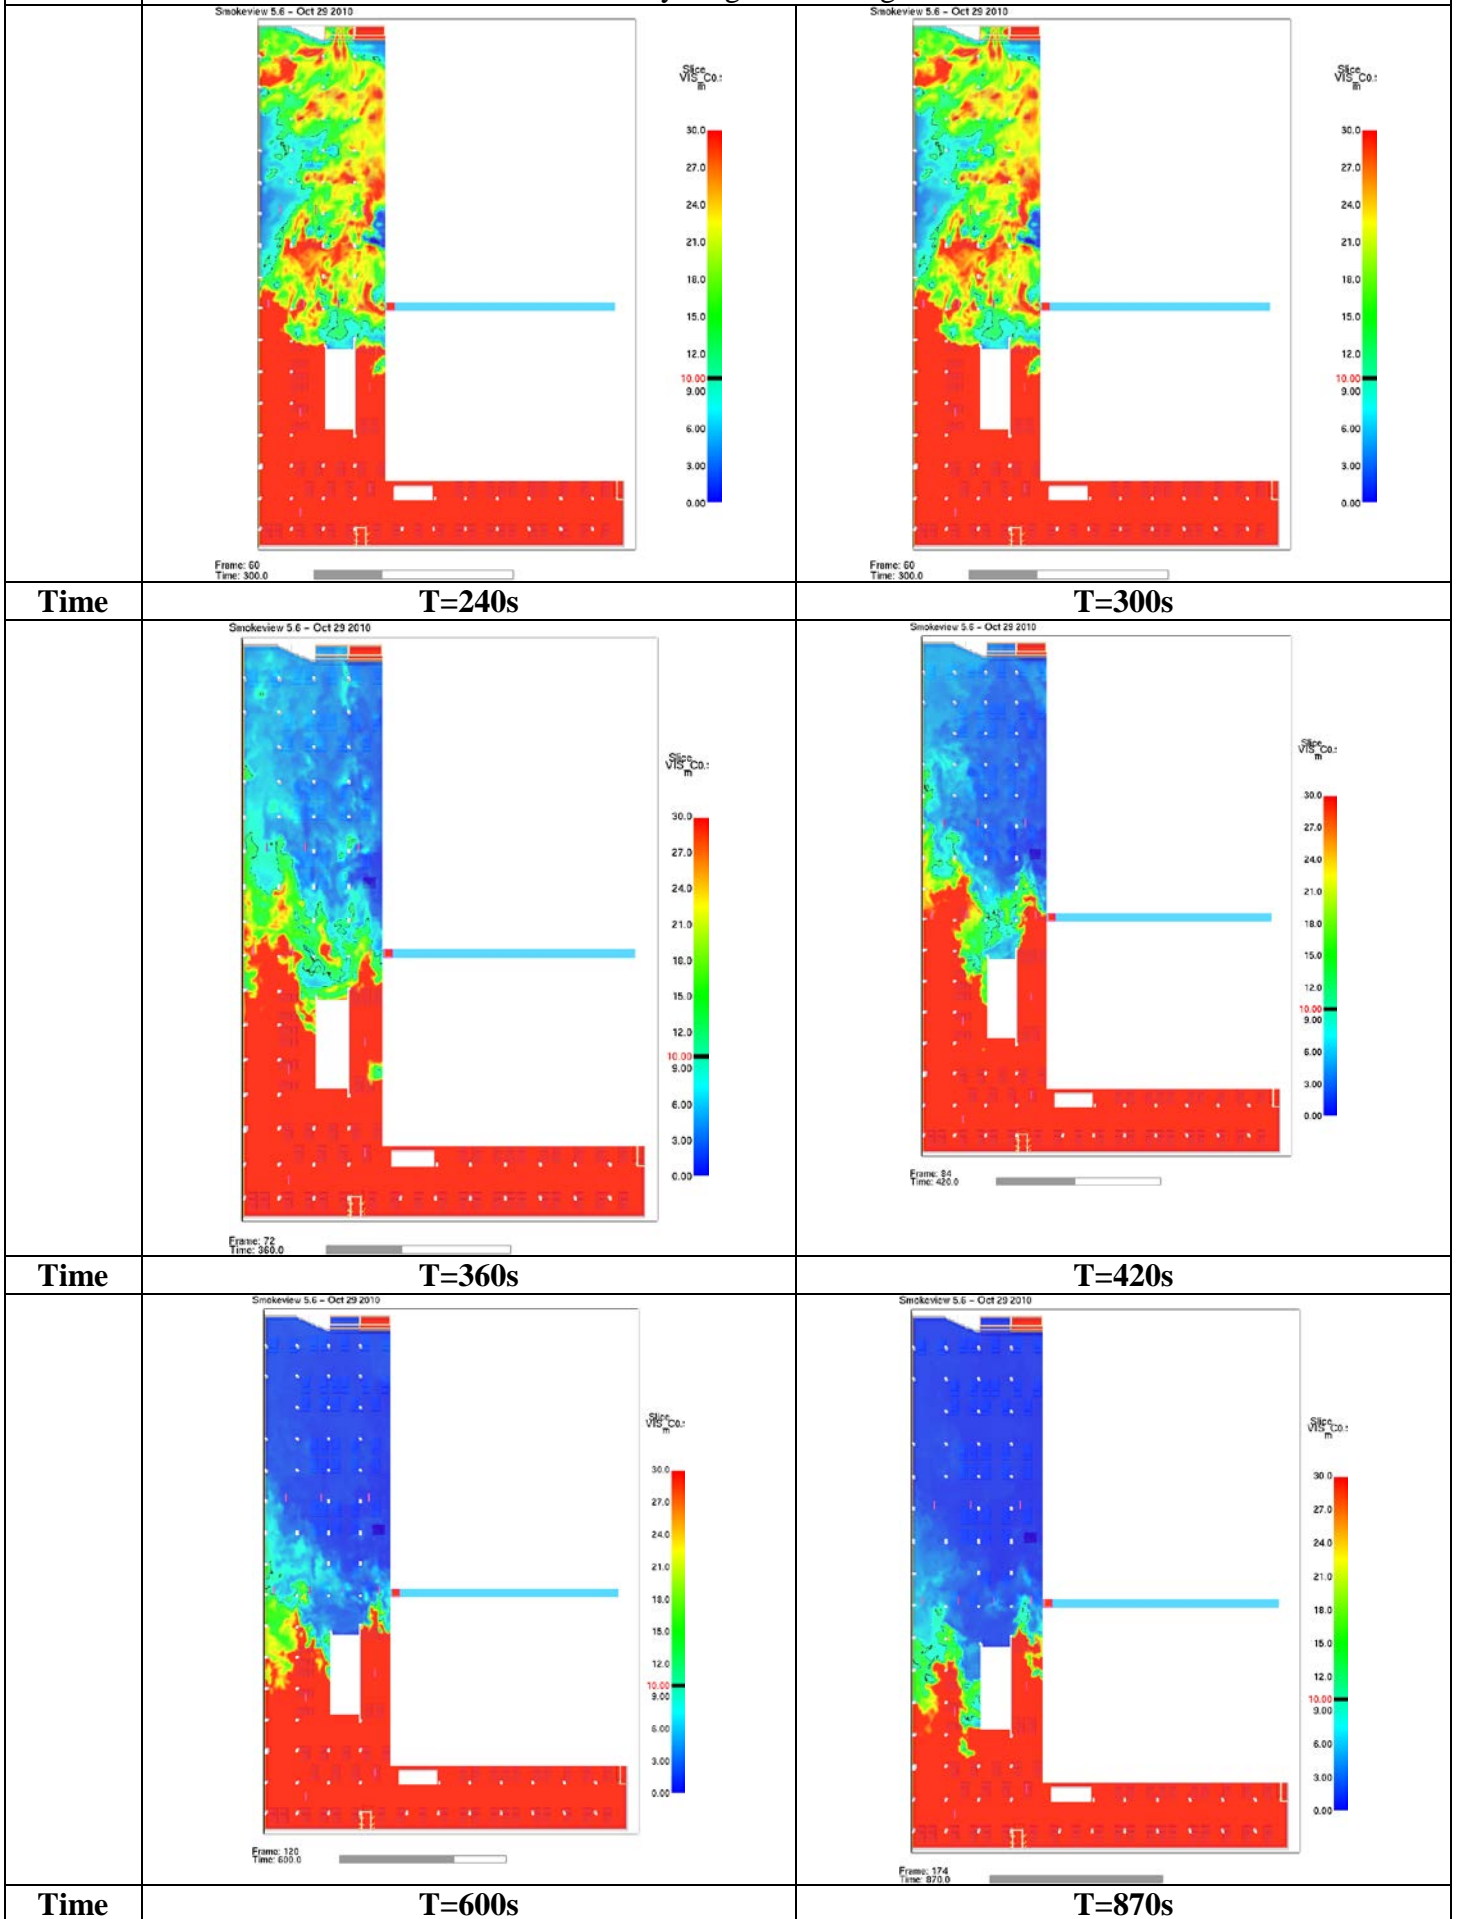 Smokeview 5.6 – Oct 29 2010
Smokeview 5.6 – Oct 29 2010
Slice
VIS_C0.
m
30.0
27.0
24.0
21.0
18.0
15.0
12.0
10.00
9.00
6.00
3.00
0.00
Frame: 60
Time: 300.0
Slice
VIS_C0.
m
30.0
27.0
24.0
21.0
18.0
15.0
12.0
10.00
9.00
6.00
3.00
0.00
Frame: 60
Time: 300.0
Time T=240s T=300s
Smokeview 5.6 – Oct 29 2010
Slice
VIS_C0.
m
30.0
27.0
24.0
21.0
18.0
15.0
12.0
10.00
9.00
6.00
3.00
0.00
Frame: 72
Time: 360.0
Smokeview 5.6 – Oct 29 2010
Slice
VIS_C0.
m
30.0
27.0
24.0
21.0
18.0
15.0
12.0
10.00
9.00
6.00
3.00
0.00
Frame: 84
Time: 420.0
Time T=360s T=420s
Smokeview 5.6 – Oct 29 2010
Slice
VIS_C0.
m
30.0
27.0
24.0
21.0
18.0
15.0
12.0
10.00
9.00
6.00
3.00
0.00
Frame: 120
Time: 600.0
Smokeview 5.6 – Oct 29 2010
Slice
VIS_C0.
m
30.0
27.0
24.0
21.0
18.0
15.0
12.0
10.00
9.00
6.00
3.00
0.00
Frame: 174
Time: 870.0
Time T=600s T=870s